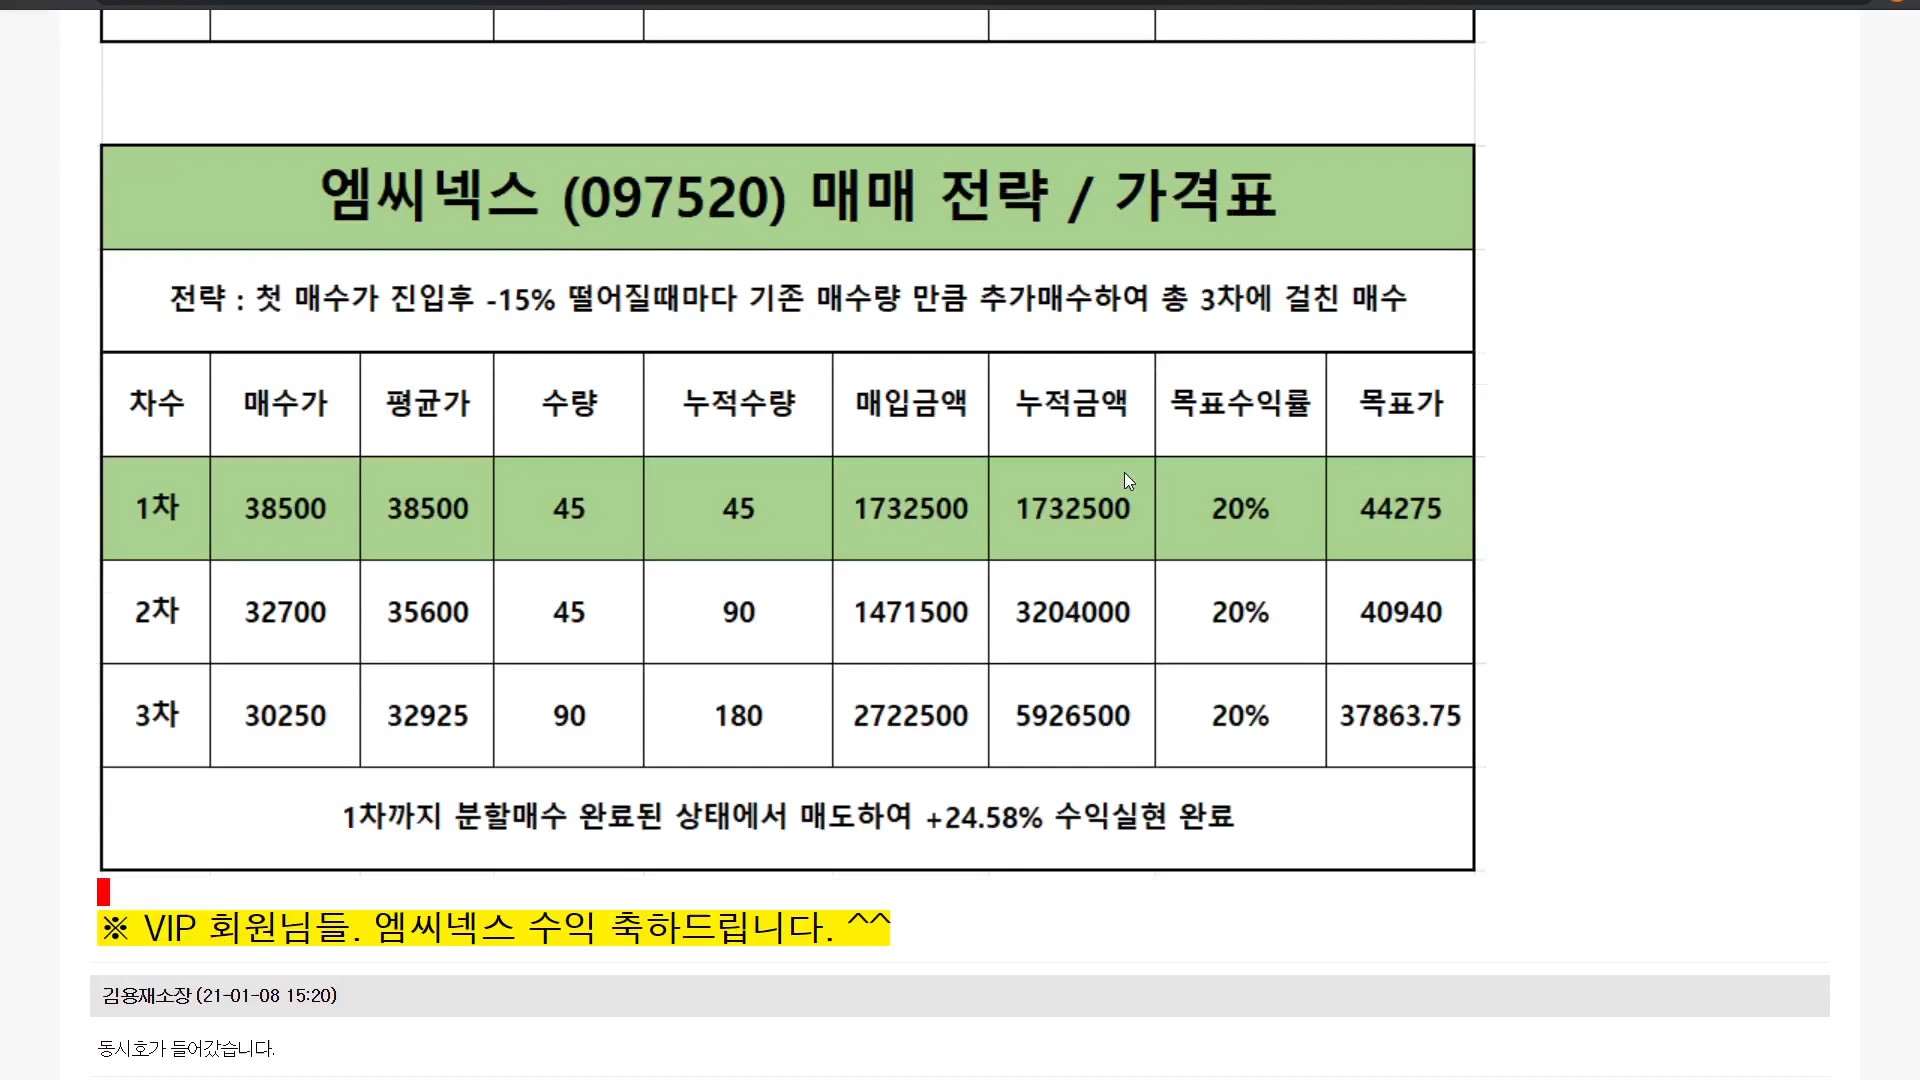 엠씨넥스 (097520) 매매 전략 / 가격표
전략 : 첫 매수가 진입후 -15% 떨어질때마다 기존 매수량 만큼 추가매수하여 총 3차에 걸친 매수
차수 매수가 평균가 수량 누적수량 매입금액 누적금액 목표수익률 목표가
1차 38500 38500 45 45 1732500 1732500 20% 44275
2차 32700 35600 45 90 1471500 3204000 20% 40940
3차 30250 32925 90 180 2722500 5926500 20% 37863.75
1차까지 분할매수 완료된 상태에서 매도하여 +24.58% 수익실현 완료
※ VIP 회원님들. 엠씨넥스 수익 축하드립니다. ^^
김용재소장 (21-01-08 15:20)
동시호가 들어갔습니다.